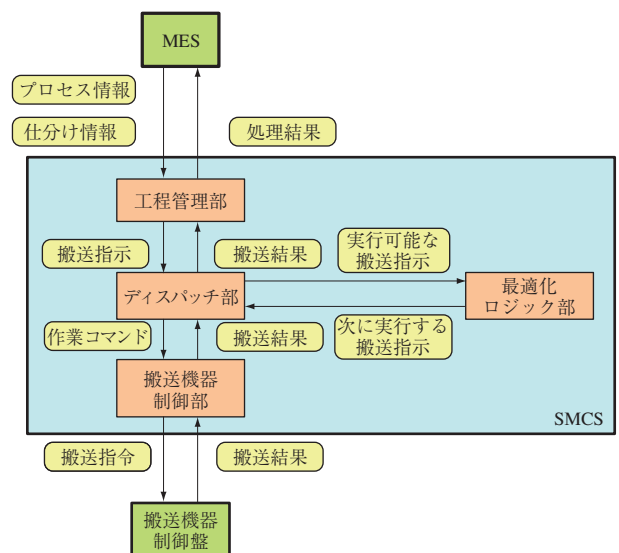 MES
プロセス情報
仕分け情報
処理結果
工程管理部
搬送指示
搬送結果
実行可能な
搬送指示
ディスパッチ部
最適化
ロジック部
作業コマンド
搬送結果
次に実行する
搬送指示
搬送機器
制御部
SMCS
搬送指令
搬送結果
搬送機器
制御盤